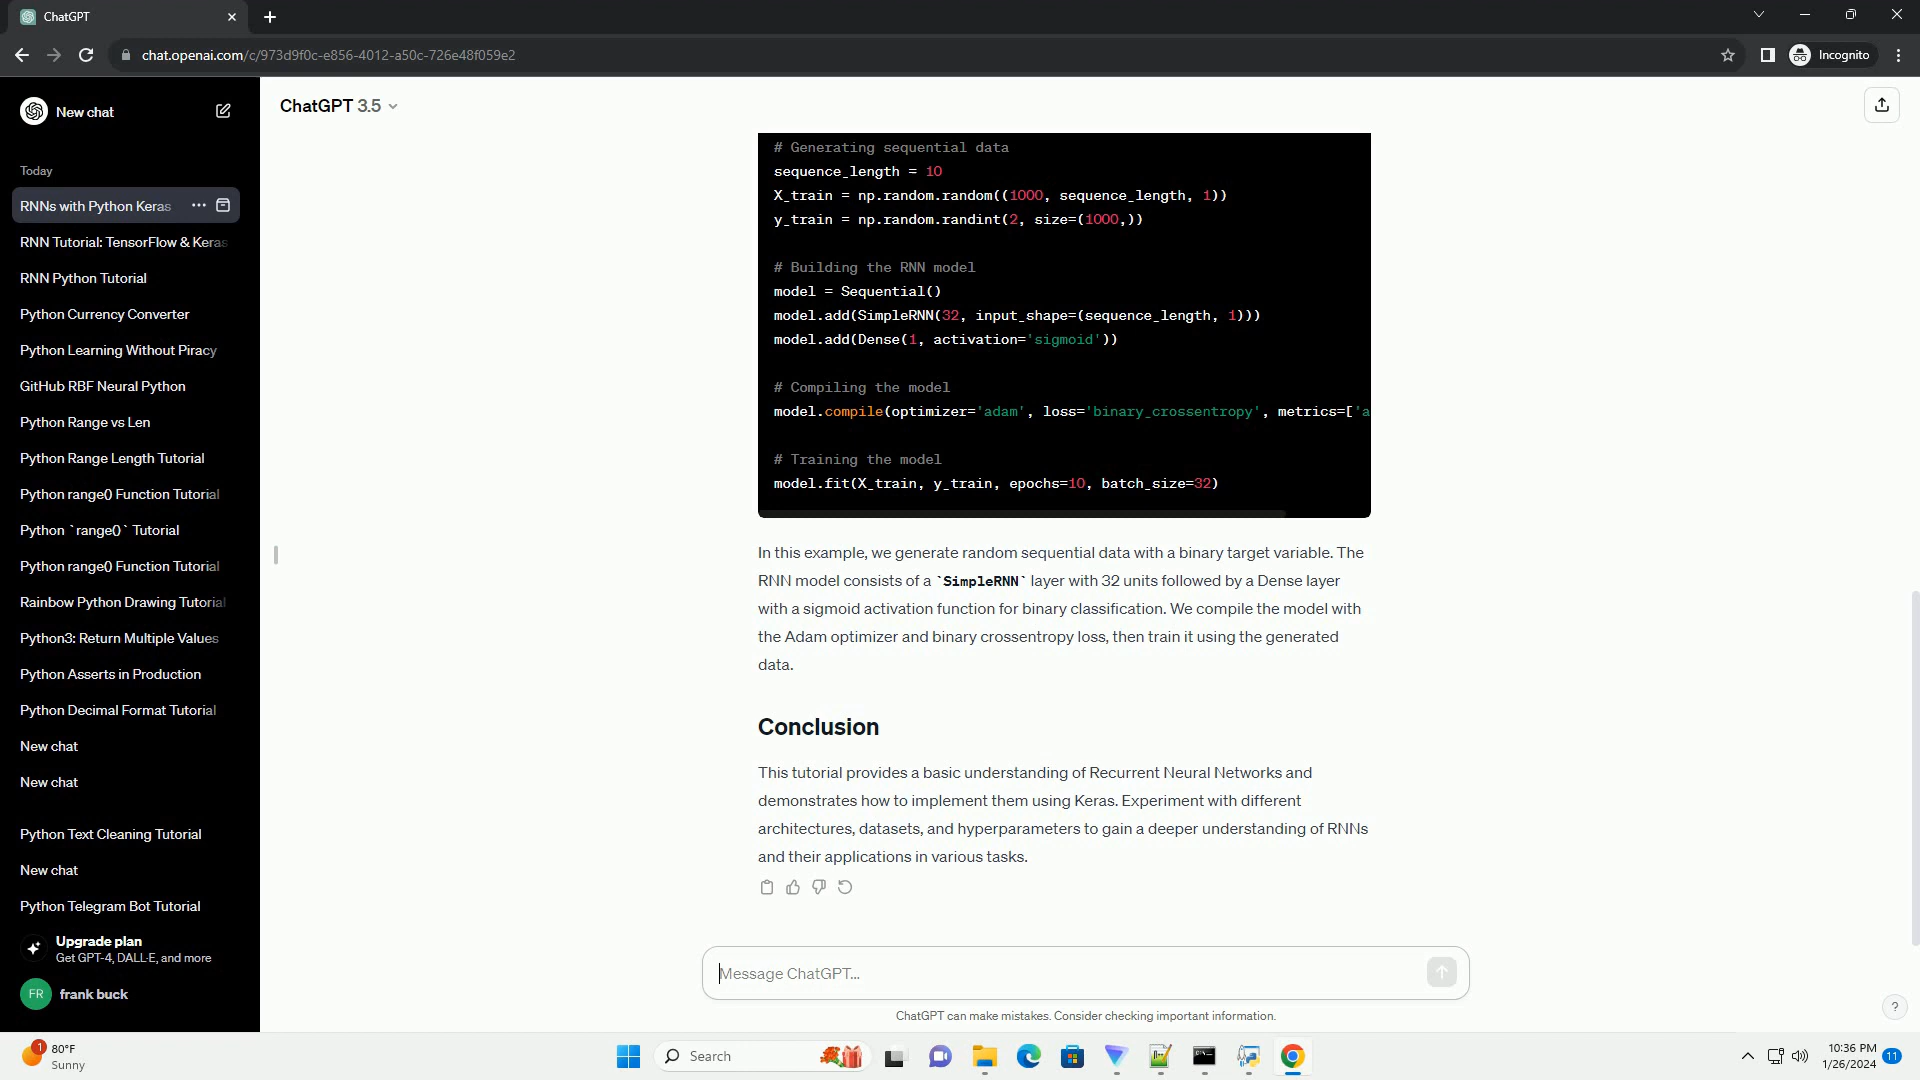 ChatGPT
chat.openai.com/c/973d9f0c-e856-4012-a50c-726e48f059e2
Incognito
New chat
Today
RNNs with Python Keras
RNN Tutorial: TensorFlow & Keras
RNN Python Tutorial
Python Currency Converter
Python Learning Without Piracy
GitHub RBF Neural Python
Python Range vs Len
Python Range Length Tutorial
Python range() Function Tutorial
Python `range()` Tutorial
Python range() Function Tutorial
Rainbow Python Drawing Tutorial
Python3: Return Multiple Values
Python Asserts in Production
Python Decimal Format Tutorial
New chat
New chat
Python Text Cleaning Tutorial
New chat
Python Telegram Bot Tutorial
Upgrade plan
Get GPT-4, DALL·E, and more
FR
frank buck
ChatGPT 3.5
# Generating sequential data
sequence_length = 10
X_train = np.random.random((1000, sequence_length, 1))
y_train = np.random.randint(2, size=(1000,))
# Building the RNN model
model = Sequential()
model.add(SimpleRNN(32, input_shape=(sequence_length, 1)))
model.add(Dense(1, activation='sigmoid'))
# Compiling the model
model.compile(optimizer='adam', loss='binary_crossentropy', metrics=['a
# Training the model
model.fit(X_train, y_train, epochs=10, batch_size=32)
In this example, we generate random sequential data with a binary target variable. The
RNN model consists of a `SimpleRNN` layer with 32 units followed by a Dense layer
with a sigmoid activation function for binary classification. We compile the model with
the Adam optimizer and binary crossentropy loss, then train it using the generated
data.
Conclusion
This tutorial provides a basic understanding of Recurrent Neural Networks and
demonstrates how to implement them using Keras. Experiment with different
architectures, datasets, and hyperparameters to gain a deeper understanding of RNNs
and their applications in various tasks.
Message ChatGPT...
ChatGPT can make mistakes. Consider checking important information.
?
1
80°F
Sunny
Search
10:36 PM
1/26/2024
11